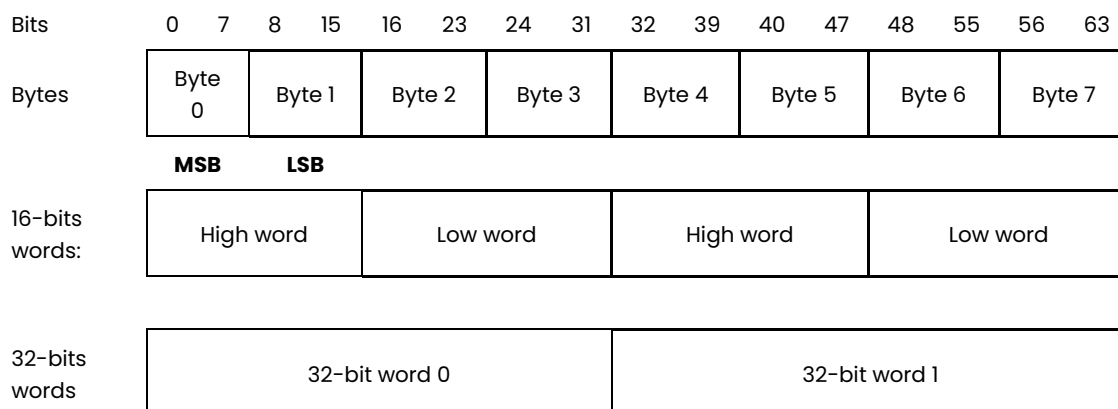 Bits 0 7 8 15 16 23 24 31 32 39 40 47 48 55 56 63
Bytes Byte 0 Byte 1 Byte 2 Byte 3 Byte 4 Byte 5 Byte 6 Byte 7
MSB LSB
16-bits words: High word Low word High word Low word
32-bits words 32-bit word 0 32-bit word 1